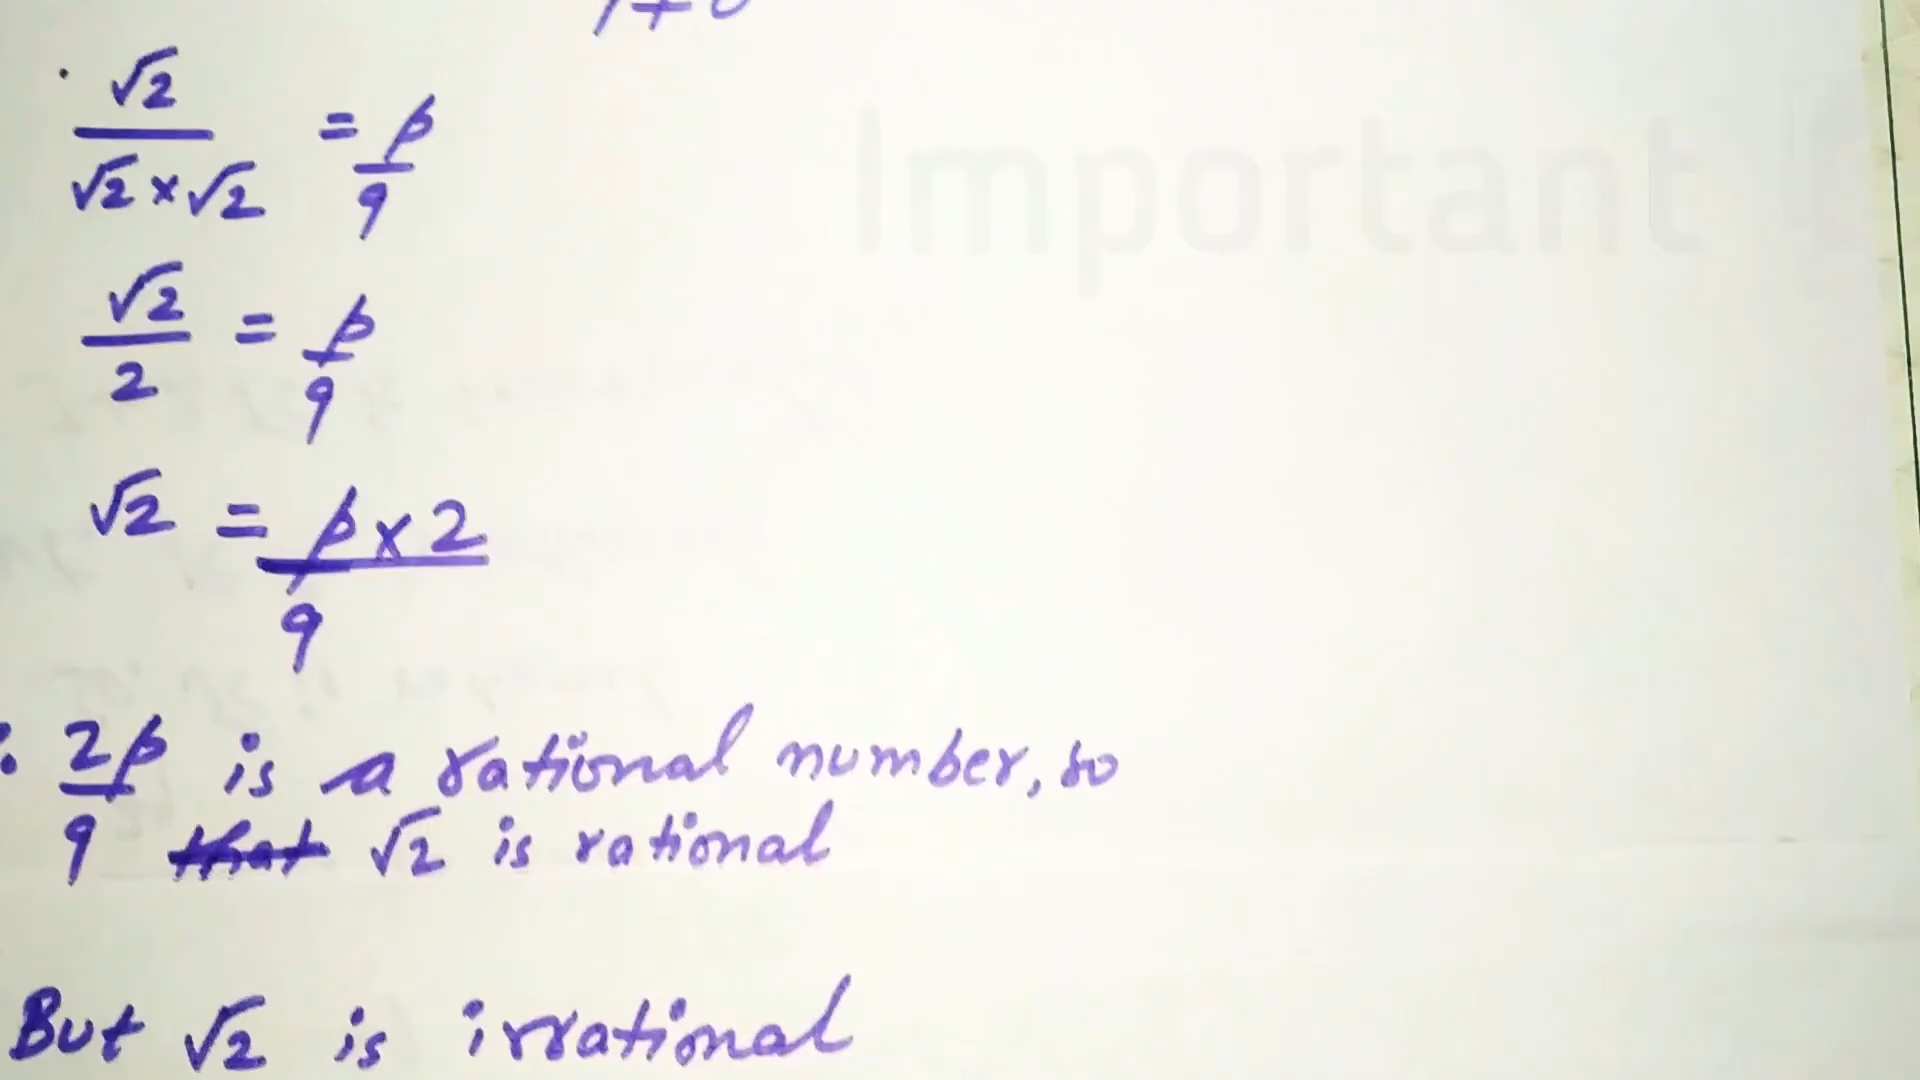 √2 / √2 × √2 = p / q
√2 / 2 = p / q
√2 = p × 2 / q
: 2p / q is a rational number, so
that √2 is rational
But √2 is irrational
Important